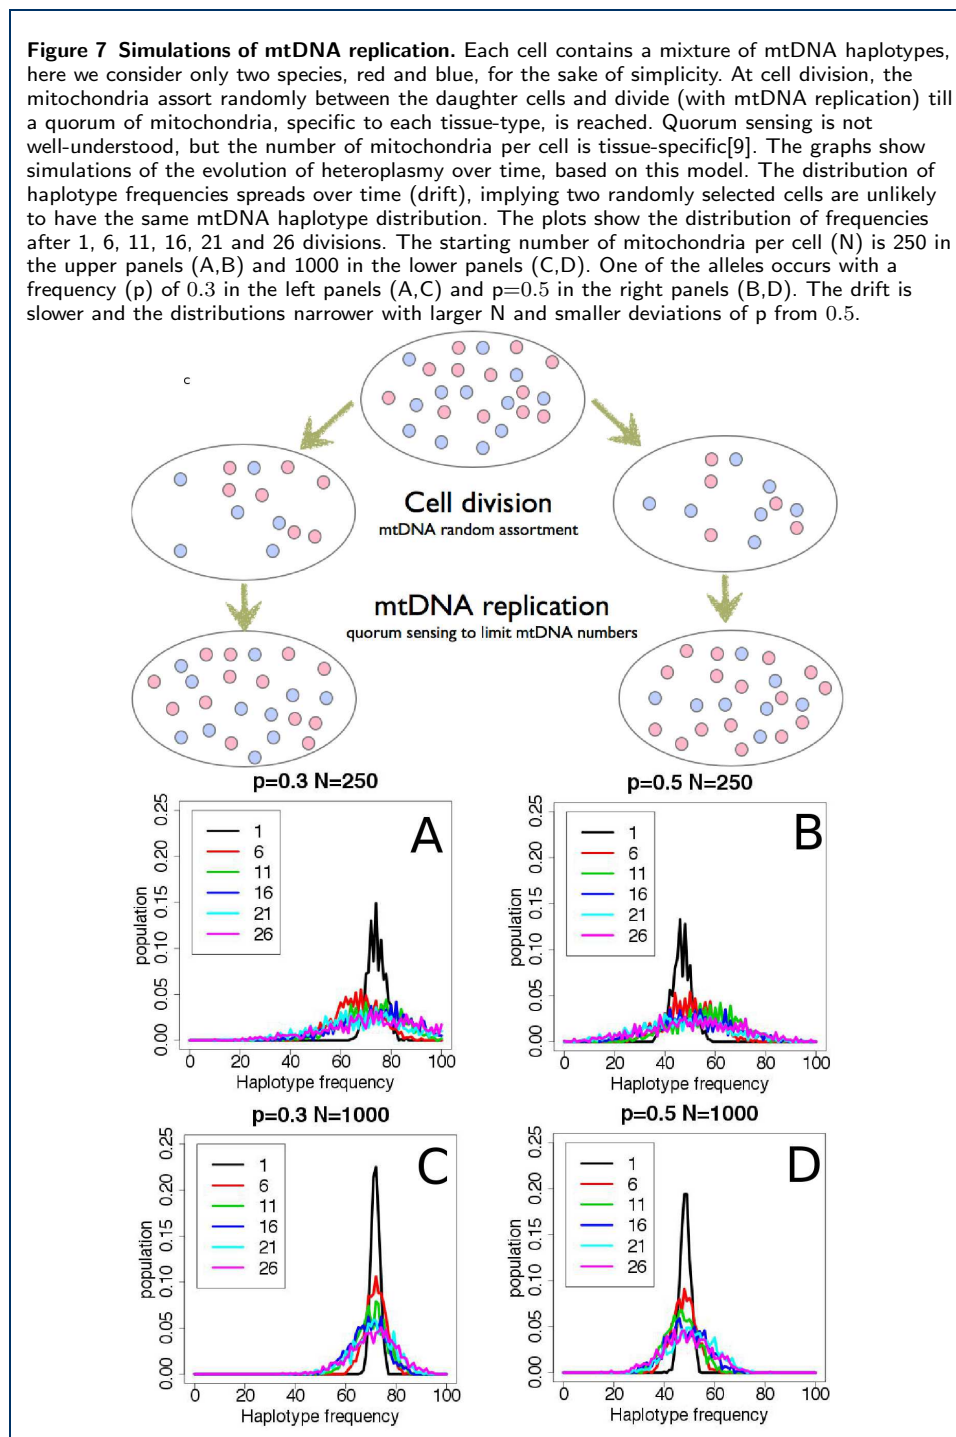 Figure 7 Simulations of mtDNA replication. Each cell contains a mixture of mtDNA haplotypes,
here we consider only two species, red and blue, for the sake of simplicity. At cell division, the
mitochondria assort randomly between the daughter cells and divide (with mtDNA replication) till
a quorum of mitochondria, specific to each tissue-type, is reached. Quorum sensing is not
well-understood, but the number of mitochondria per cell is tissue-specific[9]. The graphs show
simulations of the evolution of heteroplasmy over time, based on this model. The distribution of
haplotype frequencies spreads over time (drift), implying two randomly selected cells are unlikely
to have the same mtDNA haplotype distribution. The plots show the distribution of frequencies
after 1, 6, 11, 16, 21 and 26 divisions. The starting number of mitochondria per cell (N) is 250 in
the upper panels (A,B) and 1000 in the lower panels (C,D). One of the alleles occurs with a
frequency (p) of 0.3 in the left panels (A,C) and p=0.5 in the right panels (B,D). The drift is
slower and the distributions narrower with larger N and smaller deviations of p from 0.5.
c
Cell division
mtDNA random assortment
mtDNA replication
quorum sensing to limit mtDNA numbers
p=0.3 N=250
A
1
6
11
16
21
26
population
0.00 0.05 0.10 0.15 0.20 0.25
0 20 40 60 80 100
Haplotype frequency
p=0.5 N=250
B
1
6
11
16
21
26
population
0.00 0.05 0.10 0.15 0.20 0.25
0 20 40 60 80 100
Haplotype frequency
p=0.3 N=1000
C
1
6
11
16
21
26
population
0.00 0.05 0.10 0.15 0.20 0.25
0 20 40 60 80 100
Haplotype frequency
p=0.5 N=1000
D
1
6
11
16
21
26
population
0.00 0.05 0.10 0.15 0.20 0.25
0 20 40 60 80 100
Haplotype frequency